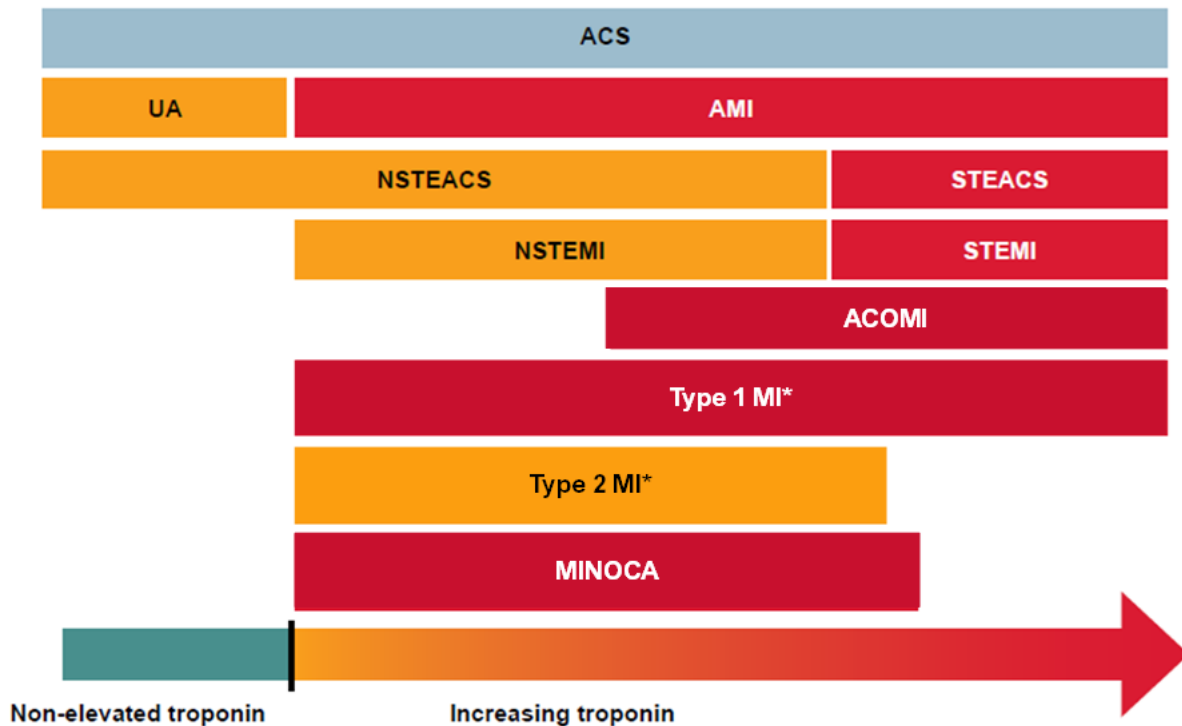 ACS
UA AMI
NSTEACS STEACS
NSTEMI STEMI
ACOMI
Type 1 MI*
Type 2 MI*
MINOCA
Non-elevated troponin Increasing troponin